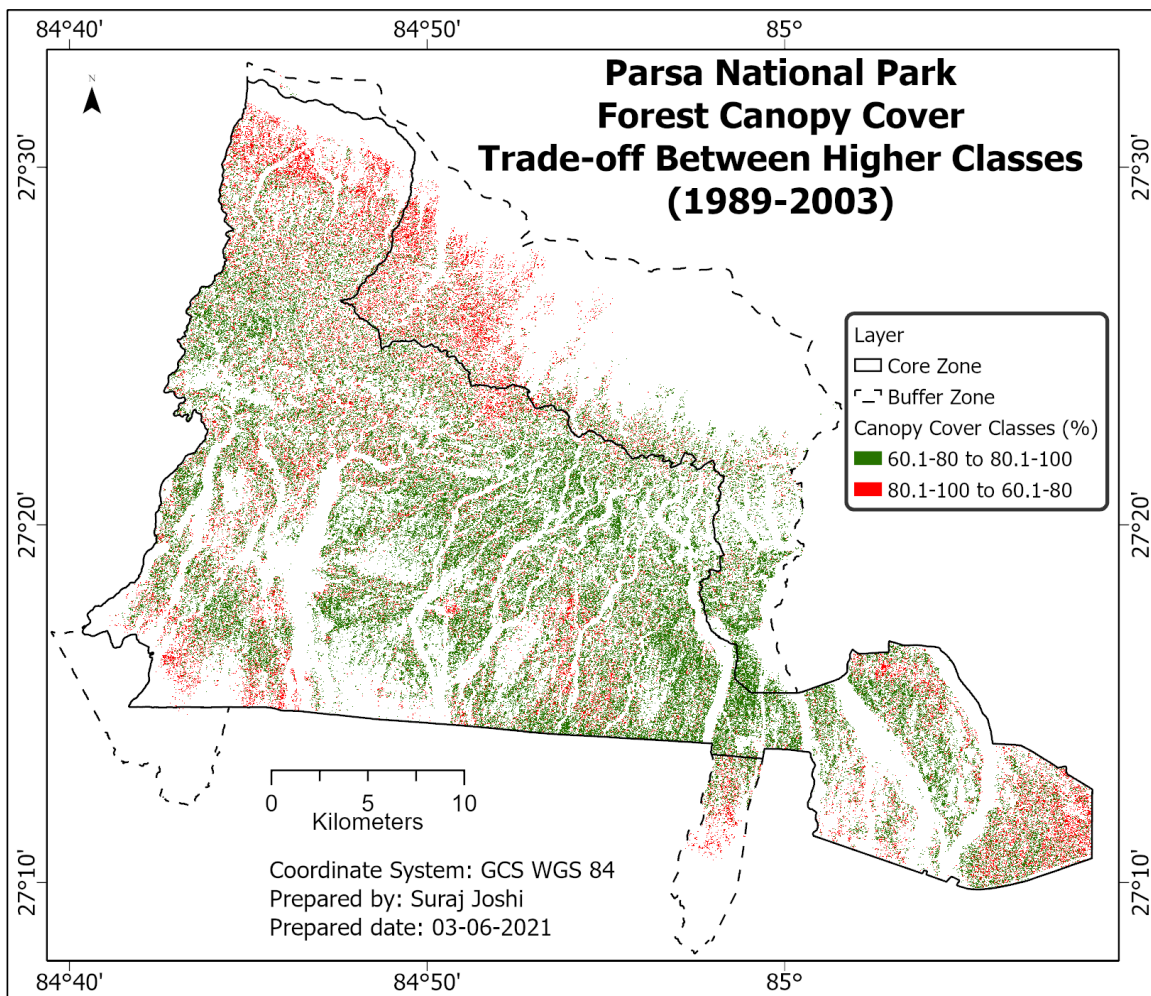 84°40'
84°50'
85°
Parsa National Park
Forest Canopy Cover
Trade-off Between Higher Classes
(1989-2003)
N
27°30'
27°30'
Layer
Core Zone
Buffer Zone
Canopy Cover Classes (%)
60.1-80 to 80.1-100
80.1-100 to 60.1-80
27°20'
27°20'
0 5 10
Kilometers
Coordinate System: GCS WGS 84
Prepared by: Suraj Joshi
Prepared date: 03-06-2021
27°10'
27°10'
84°40'
84°50'
85°